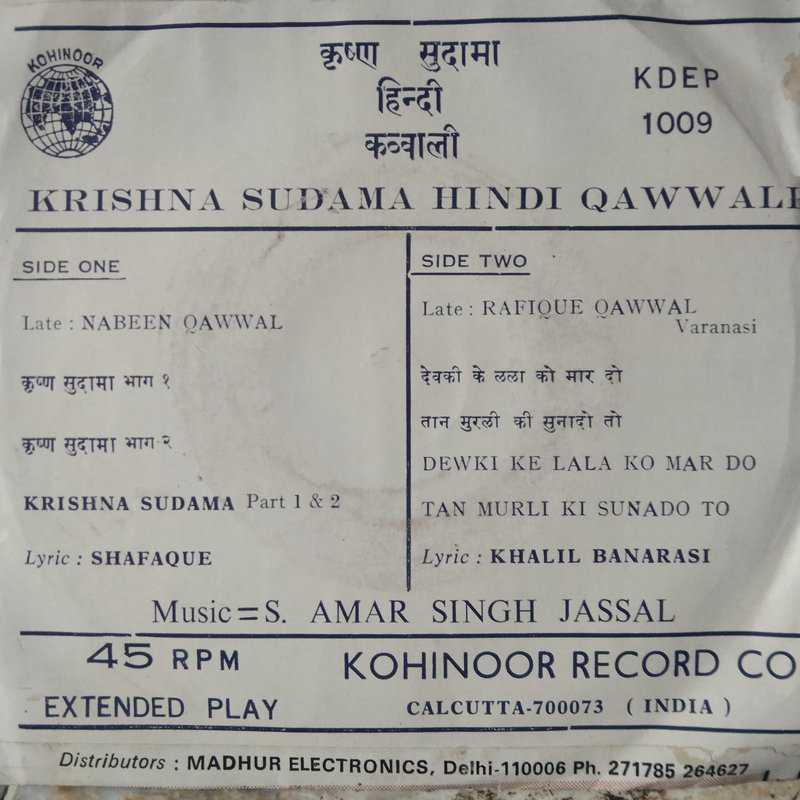 KOHINOOR
कृष्ण सुदामा
हिन्दी
कव्वाली
KDEP
1009
KRISHNA SUDAMA HINDI QAWWALI
SIDE ONE
Late : NABEEN QAWWAL
कृष्ण सुदामा भाग १
कृष्ण सुदामा भाग २
KRISHNA SUDAMA Part 1 & 2
Lyric : SHAFAQUE
SIDE TWO
Late : RAFIQUE QAWWAL
Varanasi
देवकी के लला को मार दो
तान मुरली की सुनादो तो
DEWKI KE LALA KO MAR DO
TAN MURLI KI SUNADO TO
Lyric : KHALIL BANARASI
Music = S. AMAR SINGH JASSAL
45 RPM
EXTENDED PLAY
KOHINOOR RECORD CO
CALCUTTA-700073 ( INDIA )
Distributors : MADHUR ELECTRONICS, Delhi-110006 Ph. 271785 264627